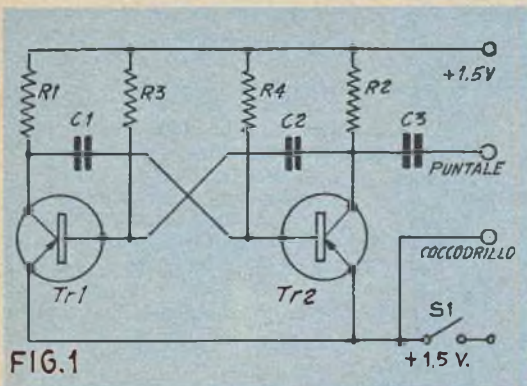 R1
R3
R4
R2
+1.5V
C1
C2
C3
PUNTALE
COCCODRILLO
Tr1
Tr2
S1
+1.5 V.
FIG.1